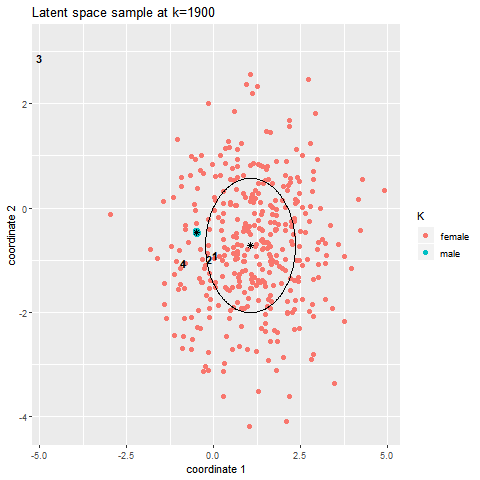 Latent space sample at k=1900
3
2
0
-2
-4
4
2
1
-5.0
-2.5
0.0
2.5
5.0
coordinate 1
coordinate 2
K
female
male